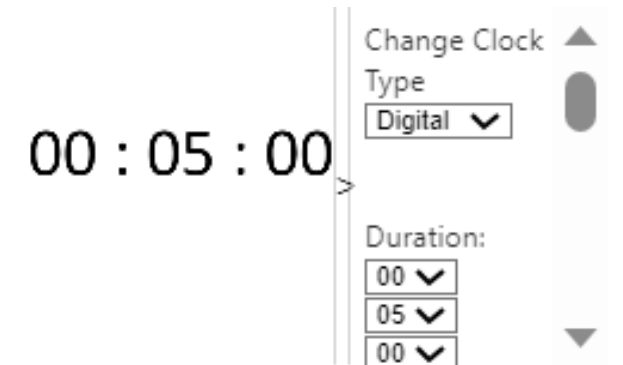 00 : 05 : 00
>
Change Clock
Type
Digital
Duration:
00
05
00